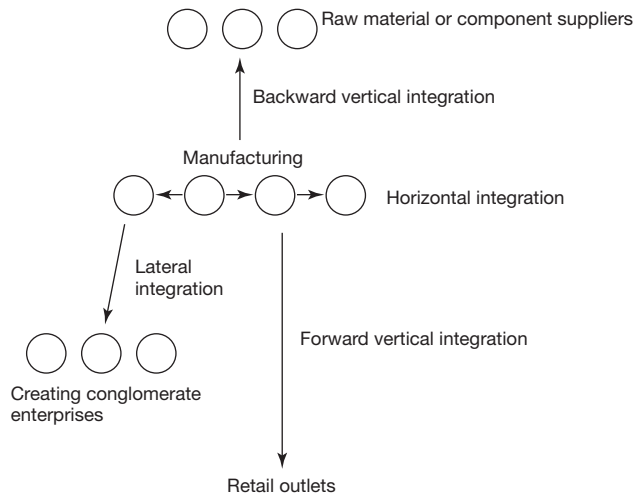 Raw material or component suppliers
Backward vertical integration
Manufacturing
Horizontal integration
Lateral
integration
Forward vertical integration
Creating conglomerate
enterprises
Retail outlets